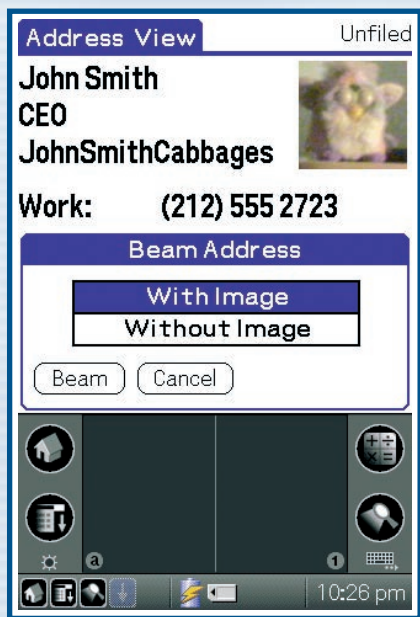 Address View
Unfiled
John Smith
CEO
JohnSmithCabbages
Work: (212) 555 2723
Beam Address
With Image
Without Image
Beam Cancel
a 1
10:26 pm